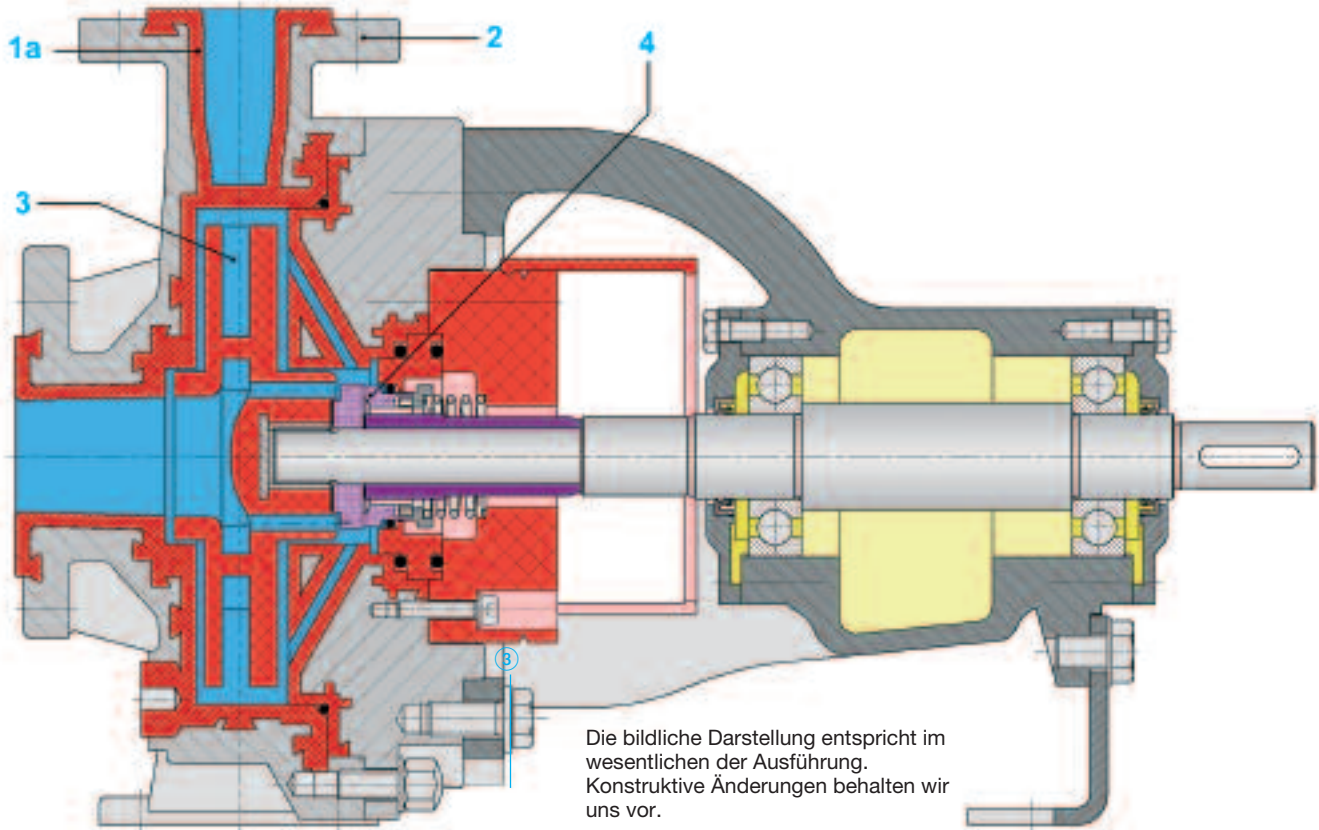 1a
2
4
3
③
Die bildliche Darstellung entspricht im
wesentlichen der Ausführung.
Konstruktive Änderungen behalten wir
uns vor.